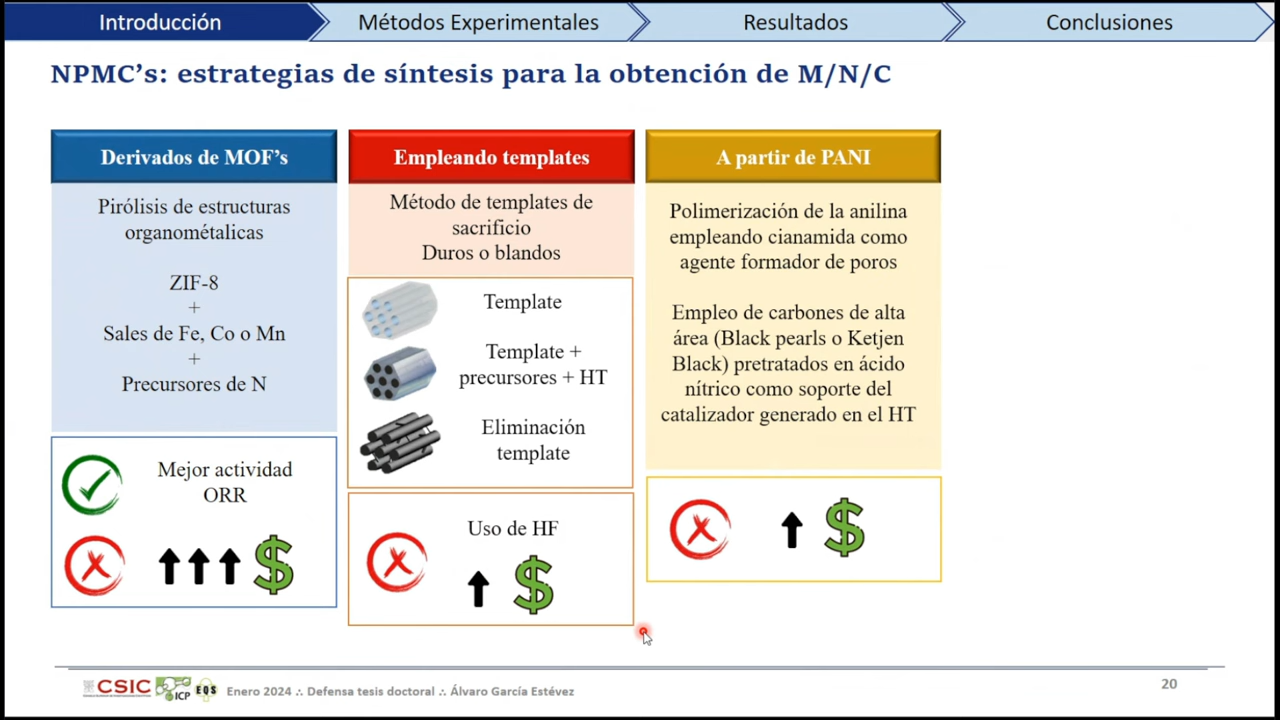 Introducción
Métodos Experimentales
Resultados
Conclusiones
NPMC's: estrategias de síntesis para la obtención de M/N/C
Derivados de MOF's
Pirólisis de estructuras
organométalicas
ZIF-8
+
Sales de Fe, Co o Mn
+
Precursores de N
Mejor actividad
ORR
$
Empleando templates
Método de templates de
sacrificio
Duros o blandos
Template
Template +
precursores + HT
Eliminación
template
Uso de HF
$
A partir de PANI
Polimerización de la anilina
empleando cianamida como
agente formador de poros
Empleo de carbones de alta
área (Black pearls o Ketjen
Black) pretratados en ácido
nítrico como soporte del
catalizador generado en el HT
$
CSIC
ICP
EQS
Enero 2024 ∴ Defensa tesis doctoral ∴ Álvaro García Estévez
20